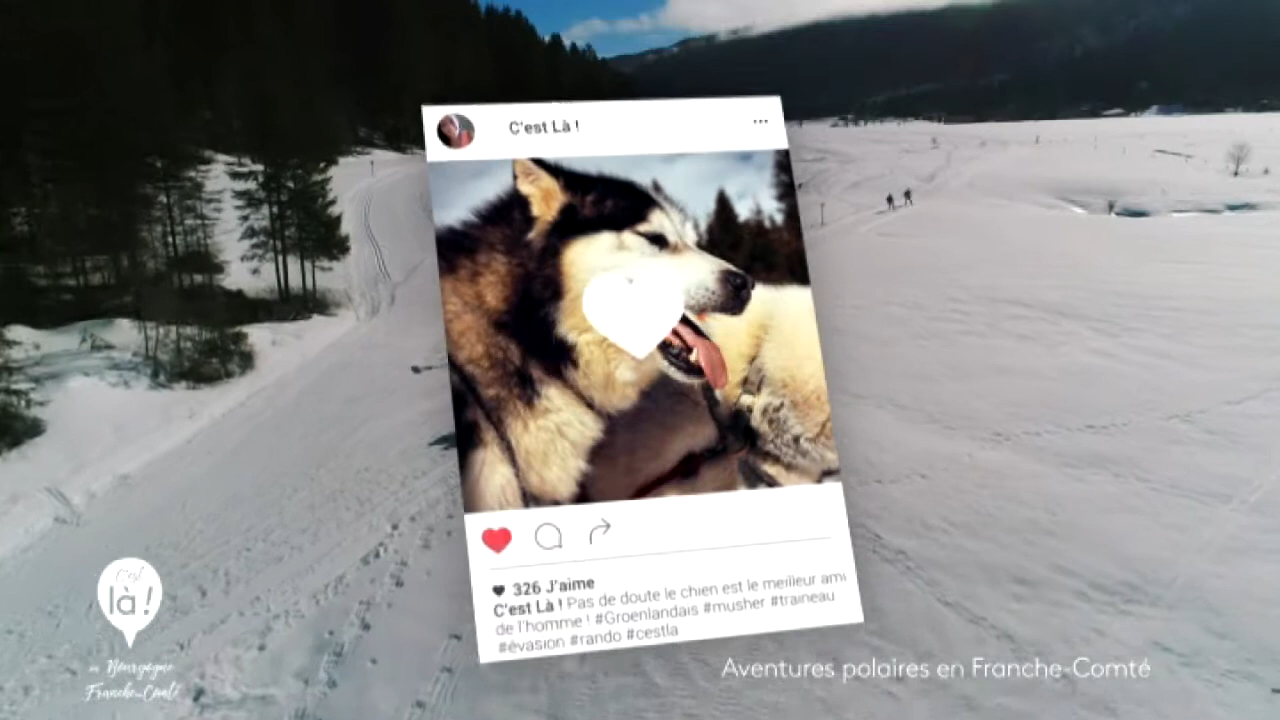 C'est Là !
326 J'aime
C'est Là ! Pas de doute le chien est le meilleur ami
de l'homme ! #Groenlandais #musher #traineau
#évasion #rando #cestla
C'est
là !
en Bourgogne
Franche-Comté
Aventures polaires en Franche-Comté